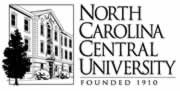 NORTH
CAROLINA
CENTRAL
UNIVERSITY
FOUNDED 1910